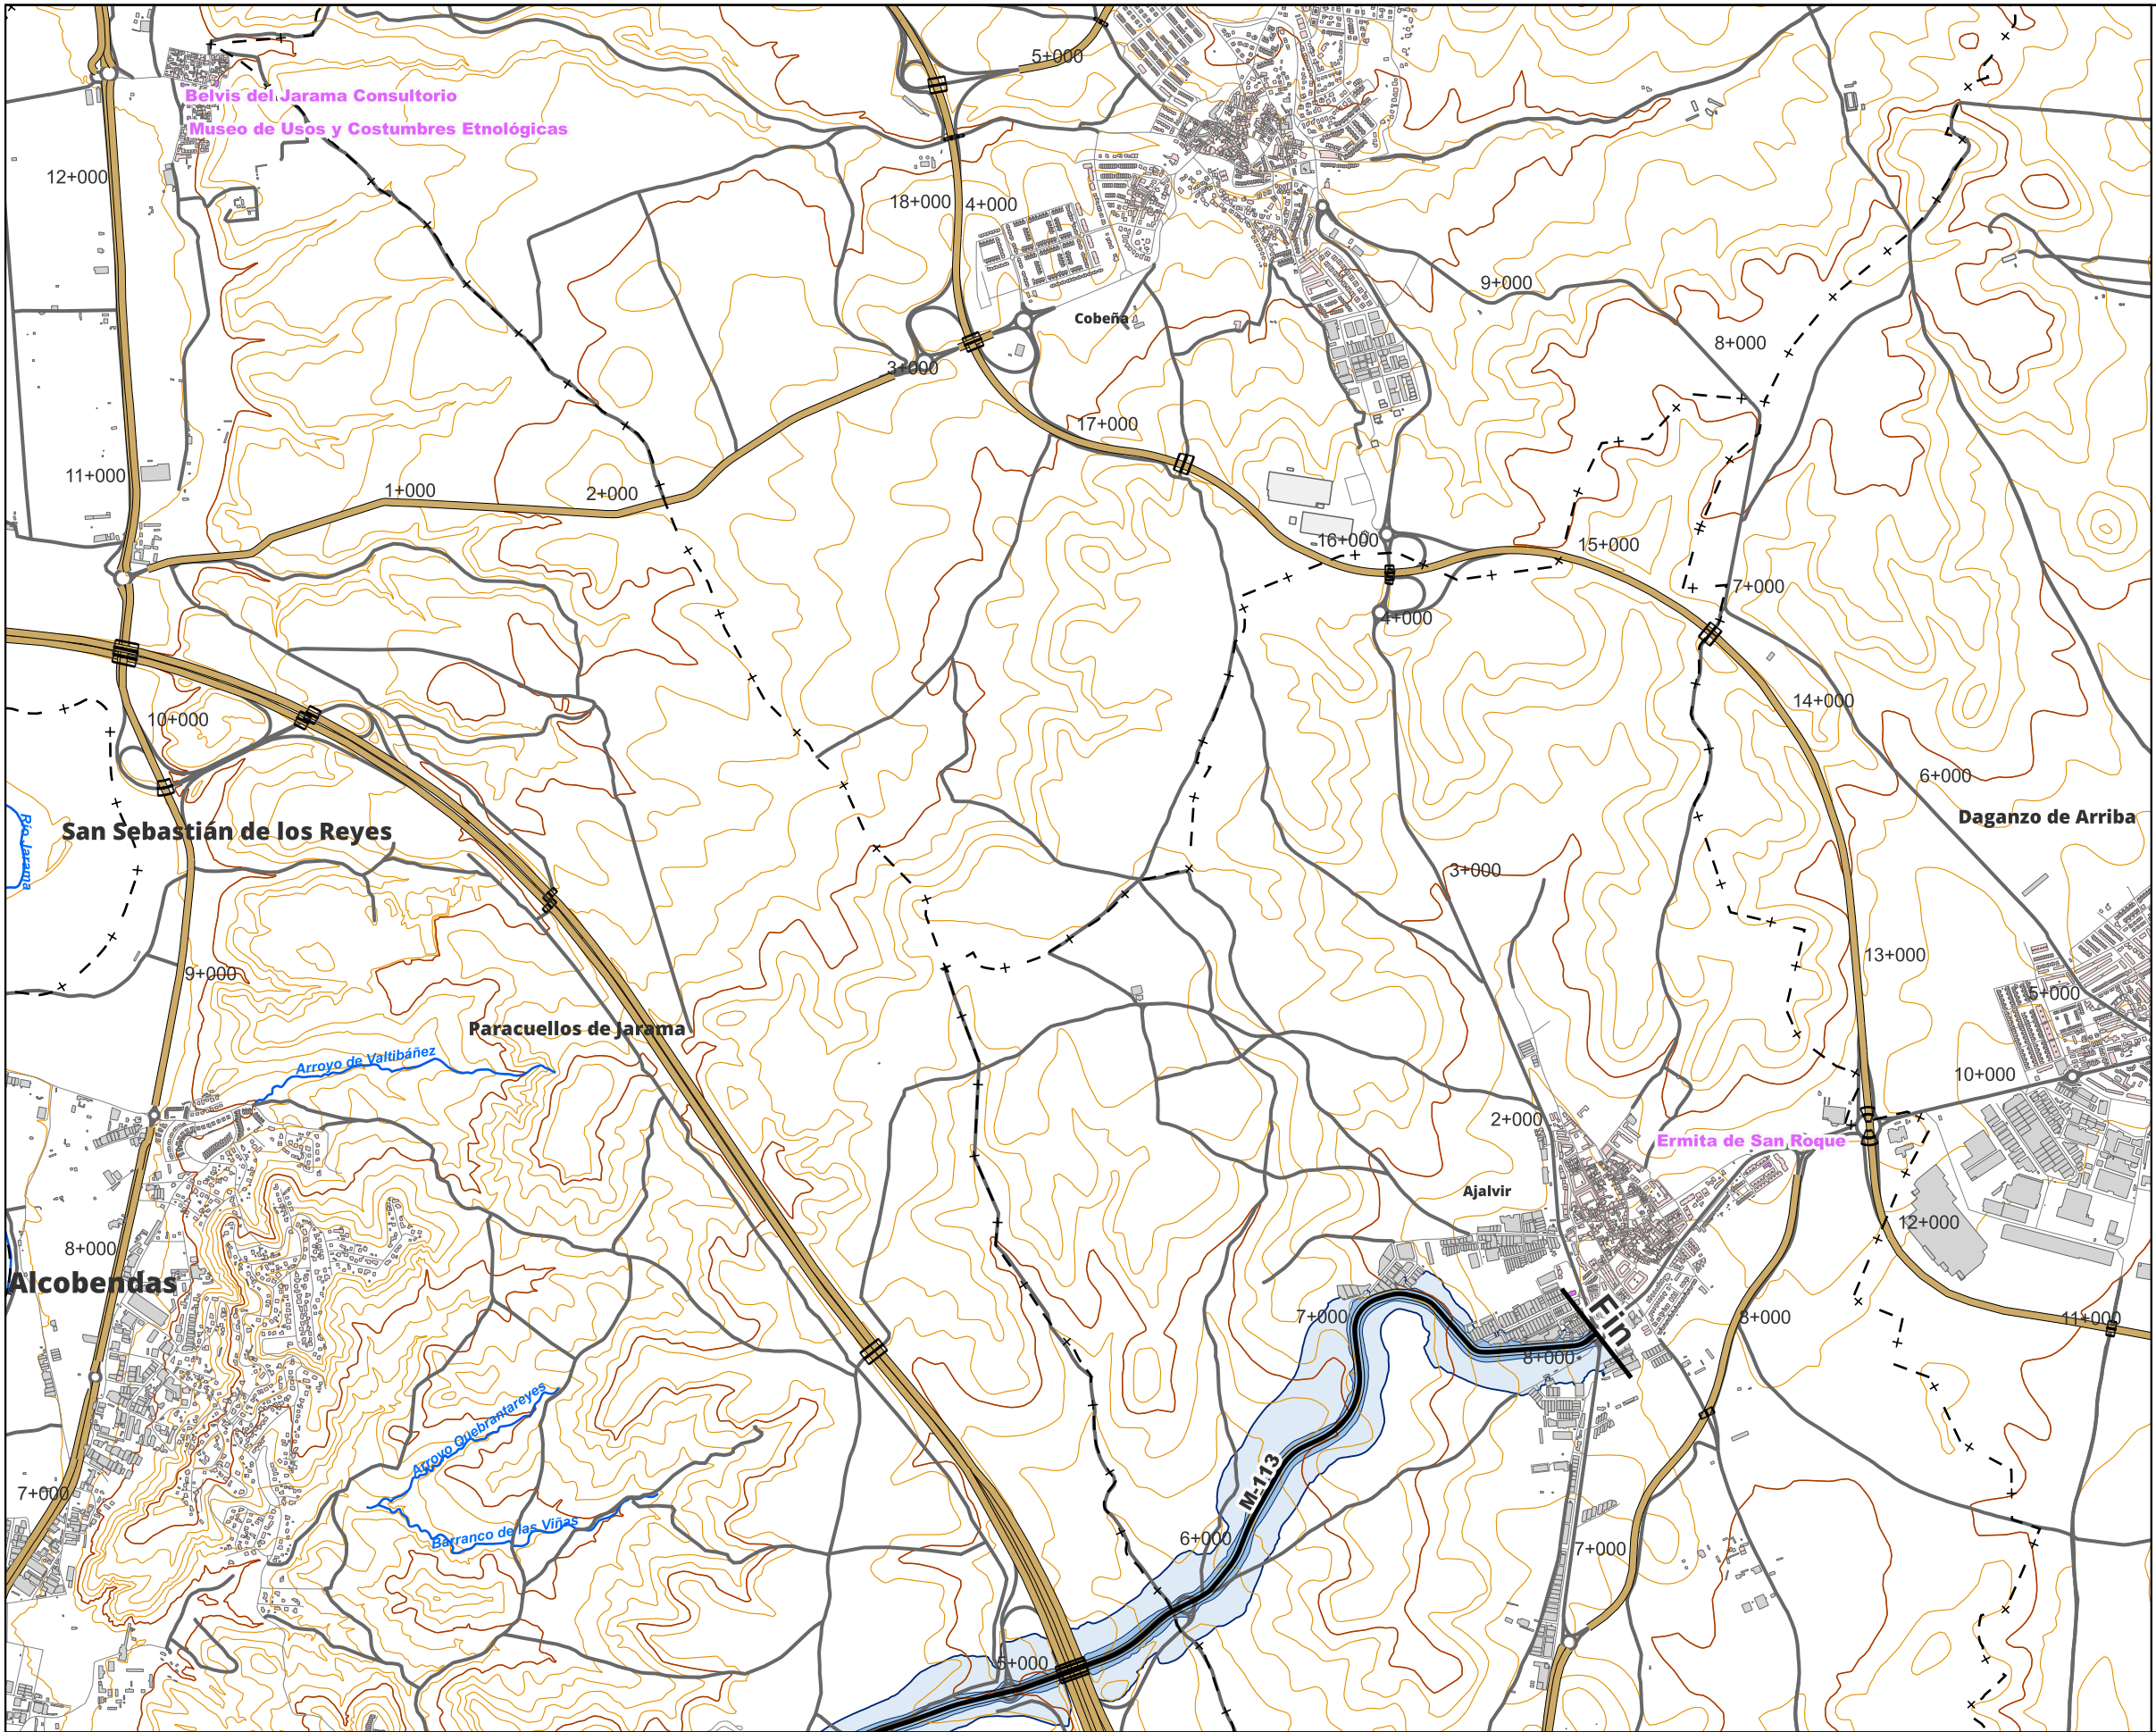 5+000
Belvis del Jarama Consultorio
Museo de Usos y Costumbres Etnológicas
12+000
18+000
4+000
9+000
Cobeña
8+000
3+000
17+000
11+000
1+000
2+000
16+000
15+000
7+000
4+000
14+000
10+000
6+000
Daganzo de Arriba
San Sebastián de los Reyes
Río Jarama
3+000
13+000
9+000
5+000
Paracuellos de Jarama
Arroyo de Valtibáñez
10+000
2+000
Ermita de San Roque
Ajalvir
12+000
8+000
Alcobendas
7+000
Fin
8+000
11+000
8+000
Arroyo Quebrantareyes
M-113
7+000
Barranco de las Viñas
6+000
7+000
5+000